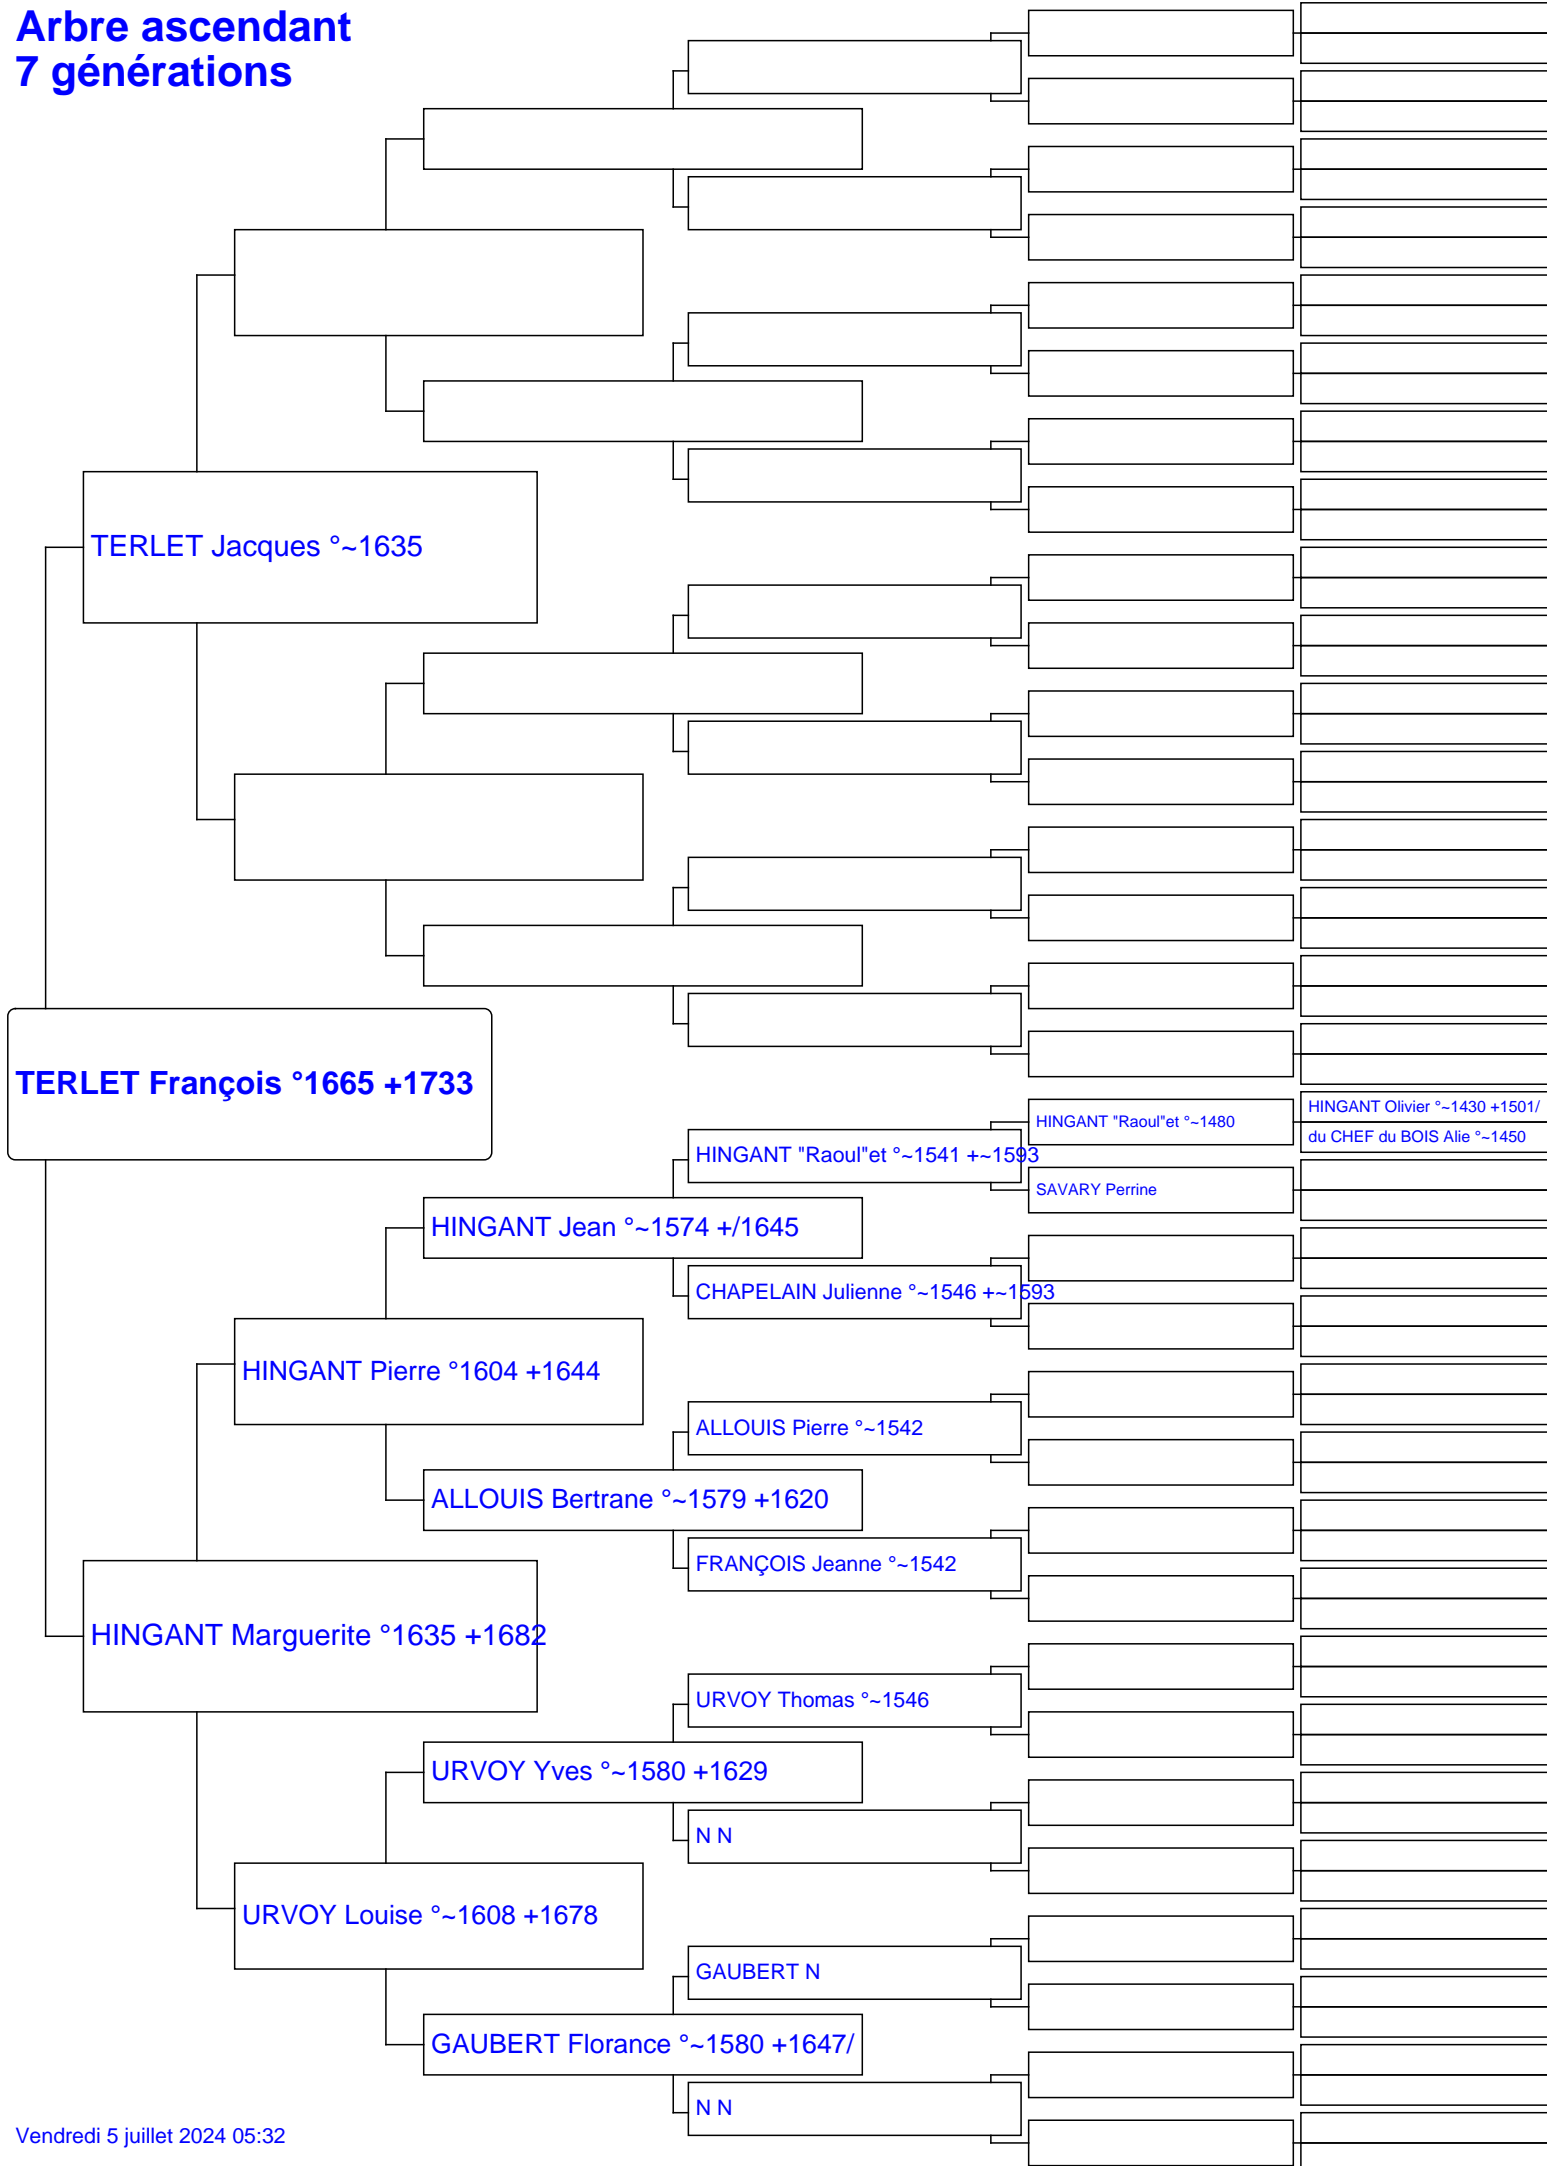 Arbre ascendant
7 générations
TERLET Jacques °~1635
TERLET François °1665 +1733
HINGANT "Raoul"et °~1480
HINGANT Olivier °~1430 +1501/
du CHEF du BOIS Alie °~1450
HINGANT "Raoul"et °~1541 +~1593
SAVARY Perrine
HINGANT Jean °~1574 +/1645
CHAPELAIN Julienne °~1546 +~1593
HINGANT Pierre °1604 +1644
ALLOUIS Pierre °~1542
ALLOUIS Bertrane °~1579 +1620
FRANÇOIS Jeanne °~1542
HINGANT Marguerite °1635 +1682
URVOY Thomas °~1546
URVOY Yves °~1580 +1629
N N
URVOY Louise °~1608 +1678
GAUBERT N
GAUBERT Florance °~1580 +1647/
N N
Vendredi 5 juillet 2024 05:32